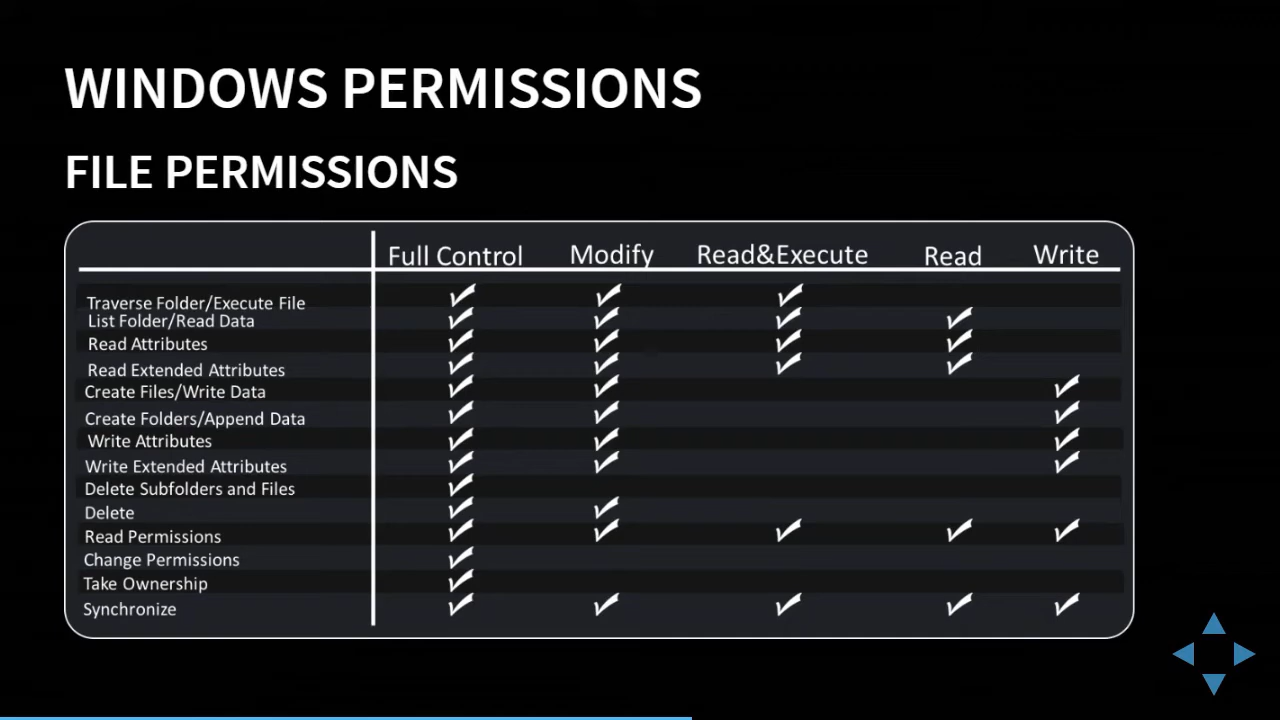 WINDOWS PERMISSIONS
FILE PERMISSIONS
Full Control Modify Read&Execute Read Write
Traverse Folder/Execute File ✓ ✓ ✓
List Folder/Read Data ✓ ✓ ✓ ✓
Read Attributes ✓ ✓ ✓ ✓
Read Extended Attributes ✓ ✓ ✓ ✓
Create Files/Write Data ✓ ✓ ✓
Create Folders/Append Data ✓ ✓ ✓
Write Attributes ✓ ✓ ✓
Write Extended Attributes ✓ ✓ ✓
Delete Subfolders and Files ✓
Delete ✓ ✓
Read Permissions ✓ ✓ ✓ ✓ ✓
Change Permissions ✓
Take Ownership ✓
Synchronize ✓ ✓ ✓ ✓ ✓